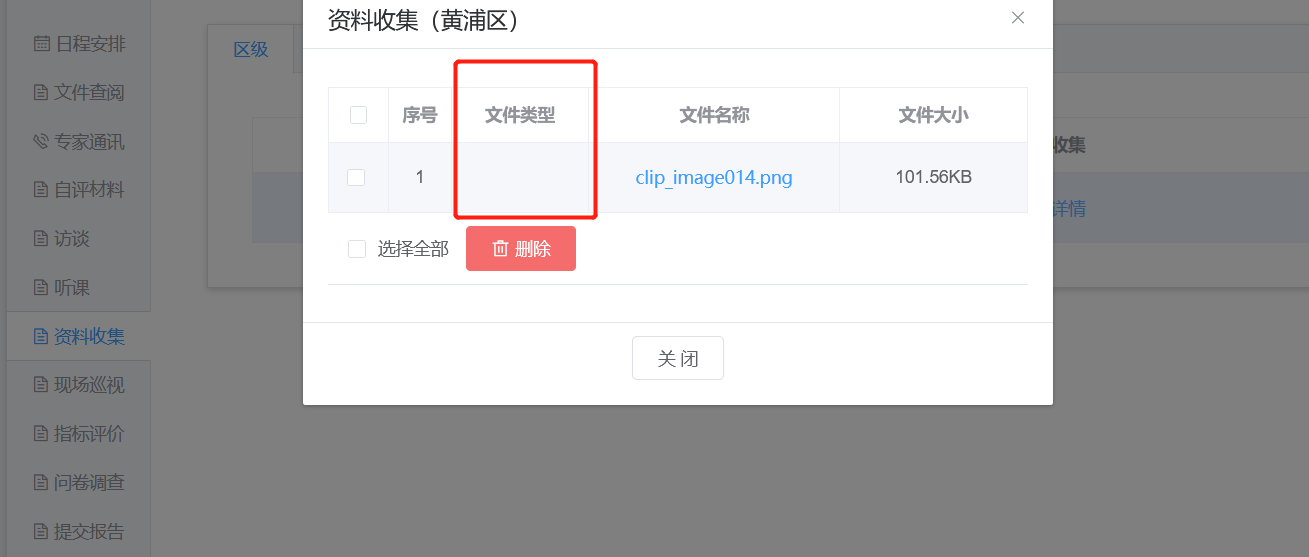 资料收集（黄浦区）
日程安排
文件查阅
专家通讯
自评材料
访谈
听课
资料收集
现场巡视
指标评价
问卷调查
提交报告
区级
序号 文件类型 文件名称 文件大小
1 clip_image014.png 101.56KB
选择全部 删除
关 闭
收集
详情